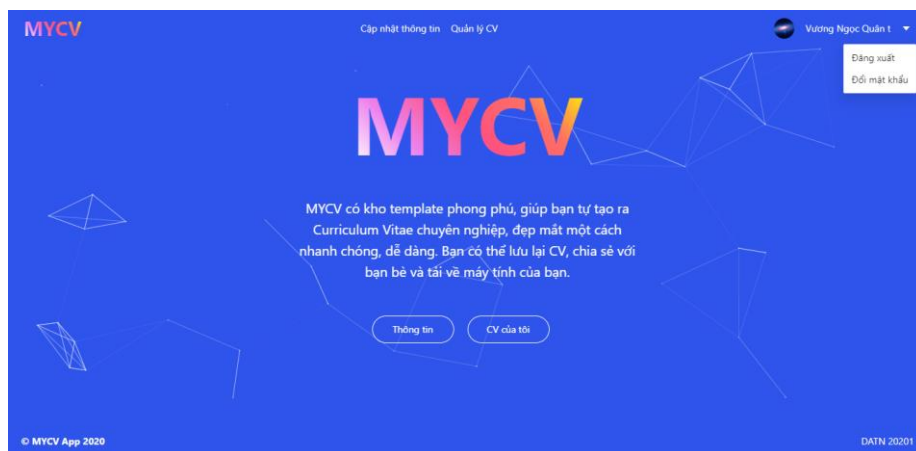 MYCV
Cập nhật thông tin Quản lý CV
Vương Ngọc Quân t
Đăng xuất
Đổi mật khẩu
MYCV
MYCV có kho template phong phú, giúp bạn tự tạo ra
Curriculum Vitae chuyên nghiệp, đẹp mắt một cách
nhanh chóng, dễ dàng. Bạn có thể lưu lại CV, chia sẻ với
bạn bè và tải về máy tính của bạn.
Thông tin
CV của tôi
© MYCV App 2020
DATN 20201